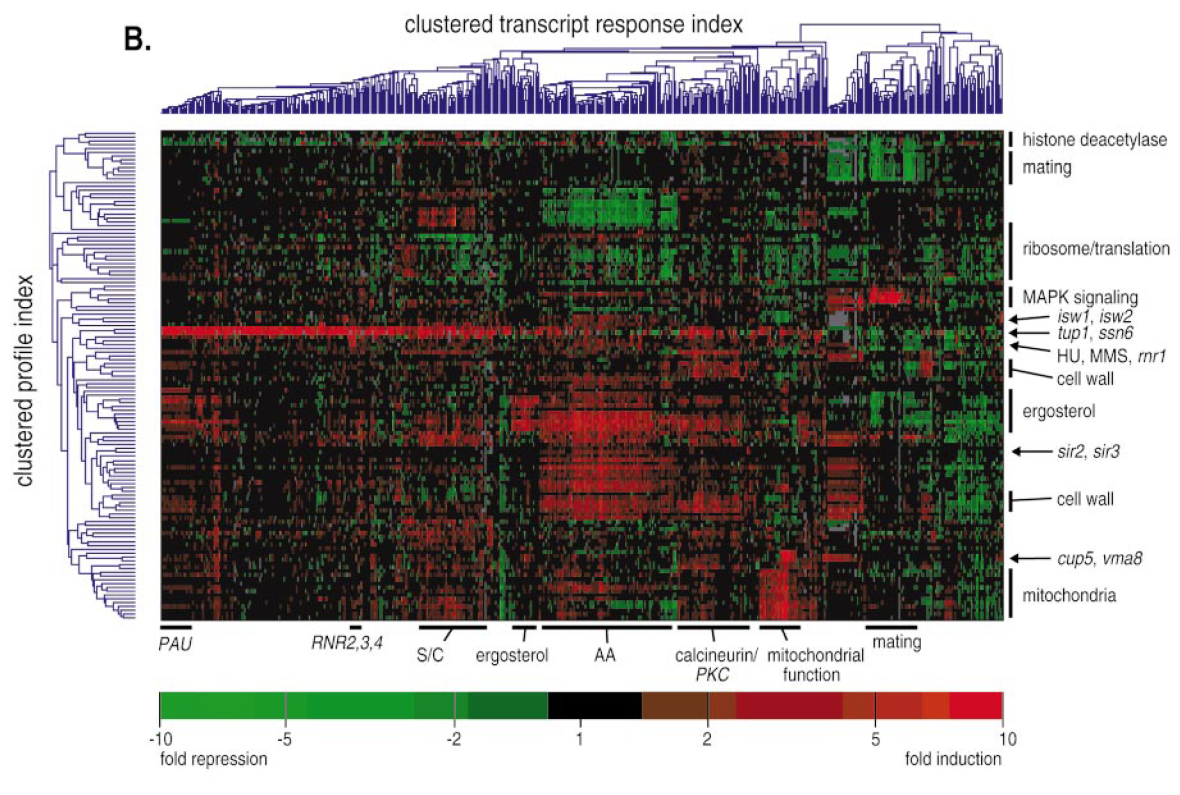 clustered transcript response index
B.
clustered profile index
histone deacetylase
mating
ribosome/translation
MAPK signaling
isw1, isw2
tup1, ssn6
HU, MMS, rnr1
cell wall
ergosterol
sir2, sir3
cell wall
cup5, vma8
mitochondria
PAU
RNR2,3,4
S/C
ergosterol
AA
calcineurin/
PKC
mitochondrial
function
mating
-10
-5
-2
1
2
5
10
fold repression
fold induction